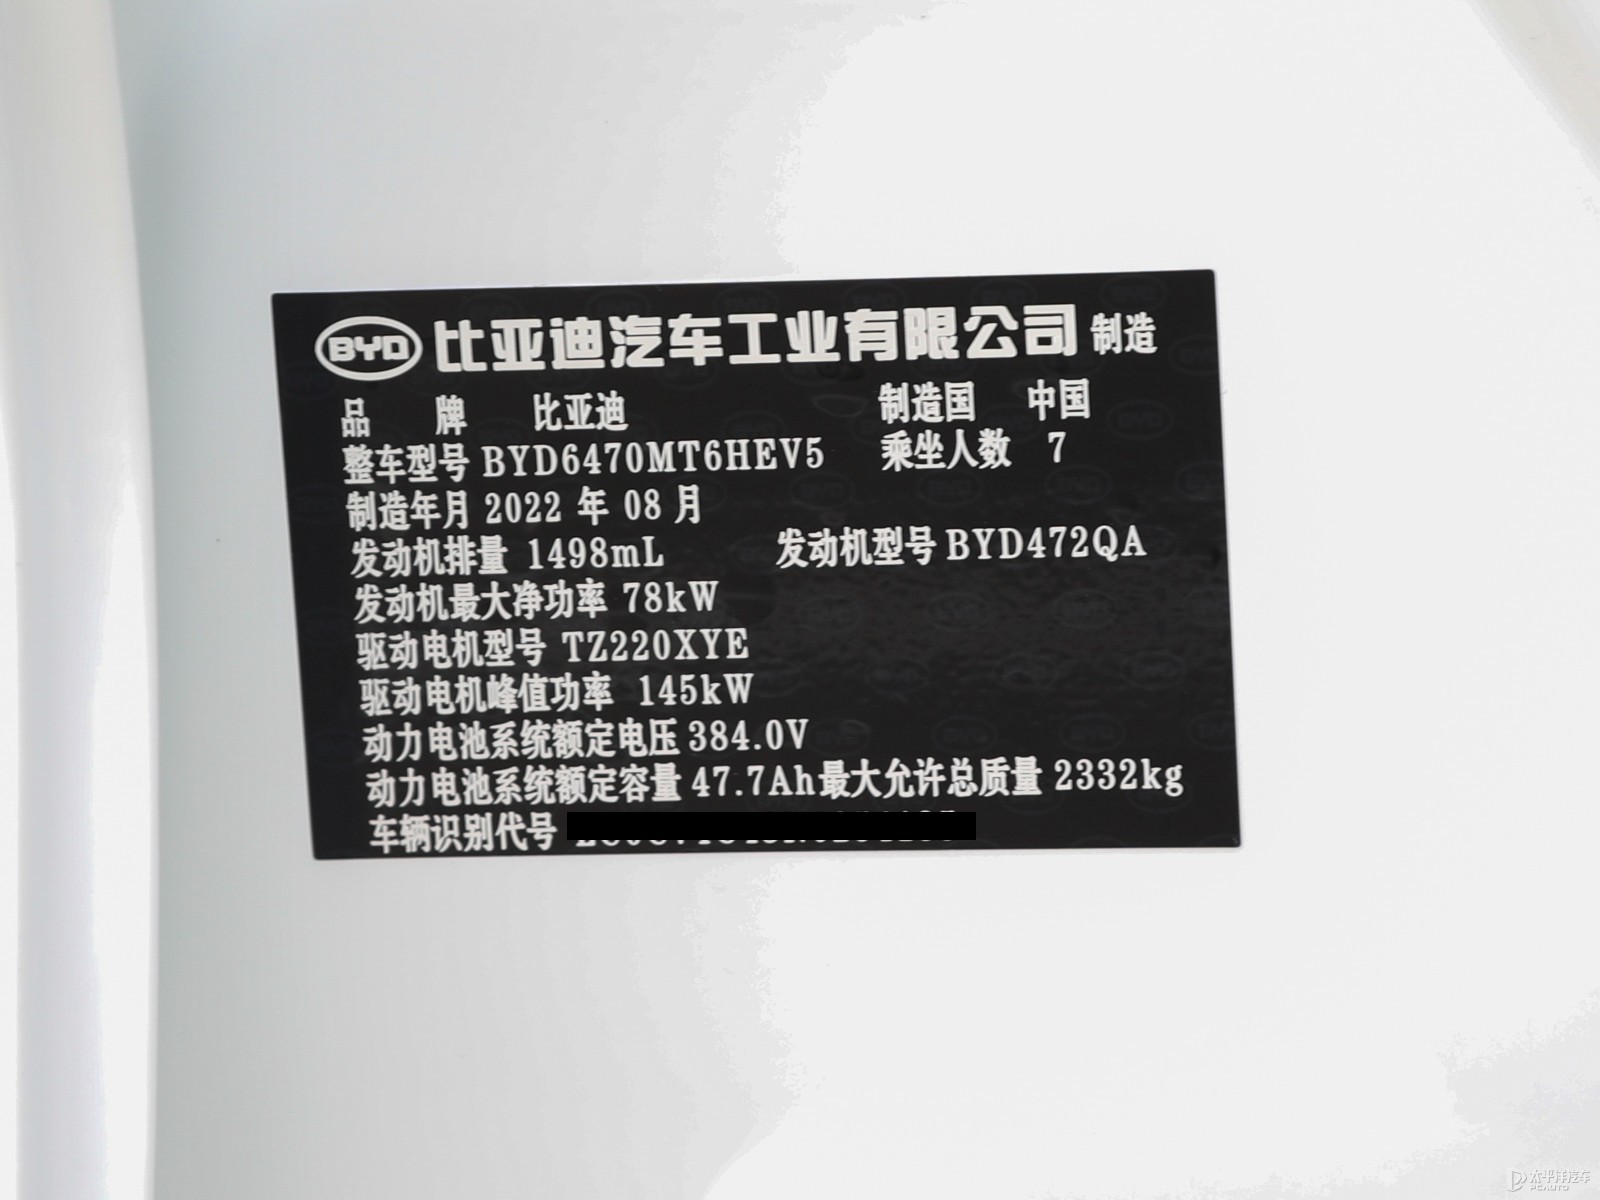 BYD 比亚迪汽车工业有限公司 制造
品 牌 比亚迪 制造国 中国
整车型号 BYD6470MT6HEV5 乘坐人数 7
制造年月 2022 年 08 月
发动机排量 1498mL 发动机型号 BYD472QA
发动机最大净功率 78kW
驱动电机型号 TZ220XYE
驱动电机峰值功率 145kW
动力电池系统额定电压 384.0V
动力电池系统额定容量 47.7Ah 最大允许总质量 2332kg
车辆识别代号
太平洋汽车
PCAUTO